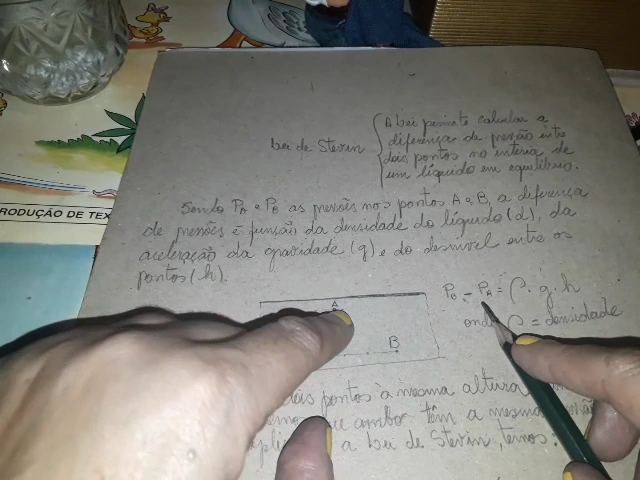 Lei de Stevin
A Lei permite calcular a
diferença de pressão entre
dois pontos no interior de
um líquido em equilíbrio.
Sendo PA e PB as pressões nos pontos A e B, a diferença
de pressões é função da densidade do líquido (d), da
aceleração da gravidade (g) e do desnível entre os
pontos (h).
A
B
PB - PA = ρ. g. h
ρ = densidade
dois pontos à mesma altura
ambos têm a mesma
a Lei de Stevin, temos:
RODUÇÃO DE TEX